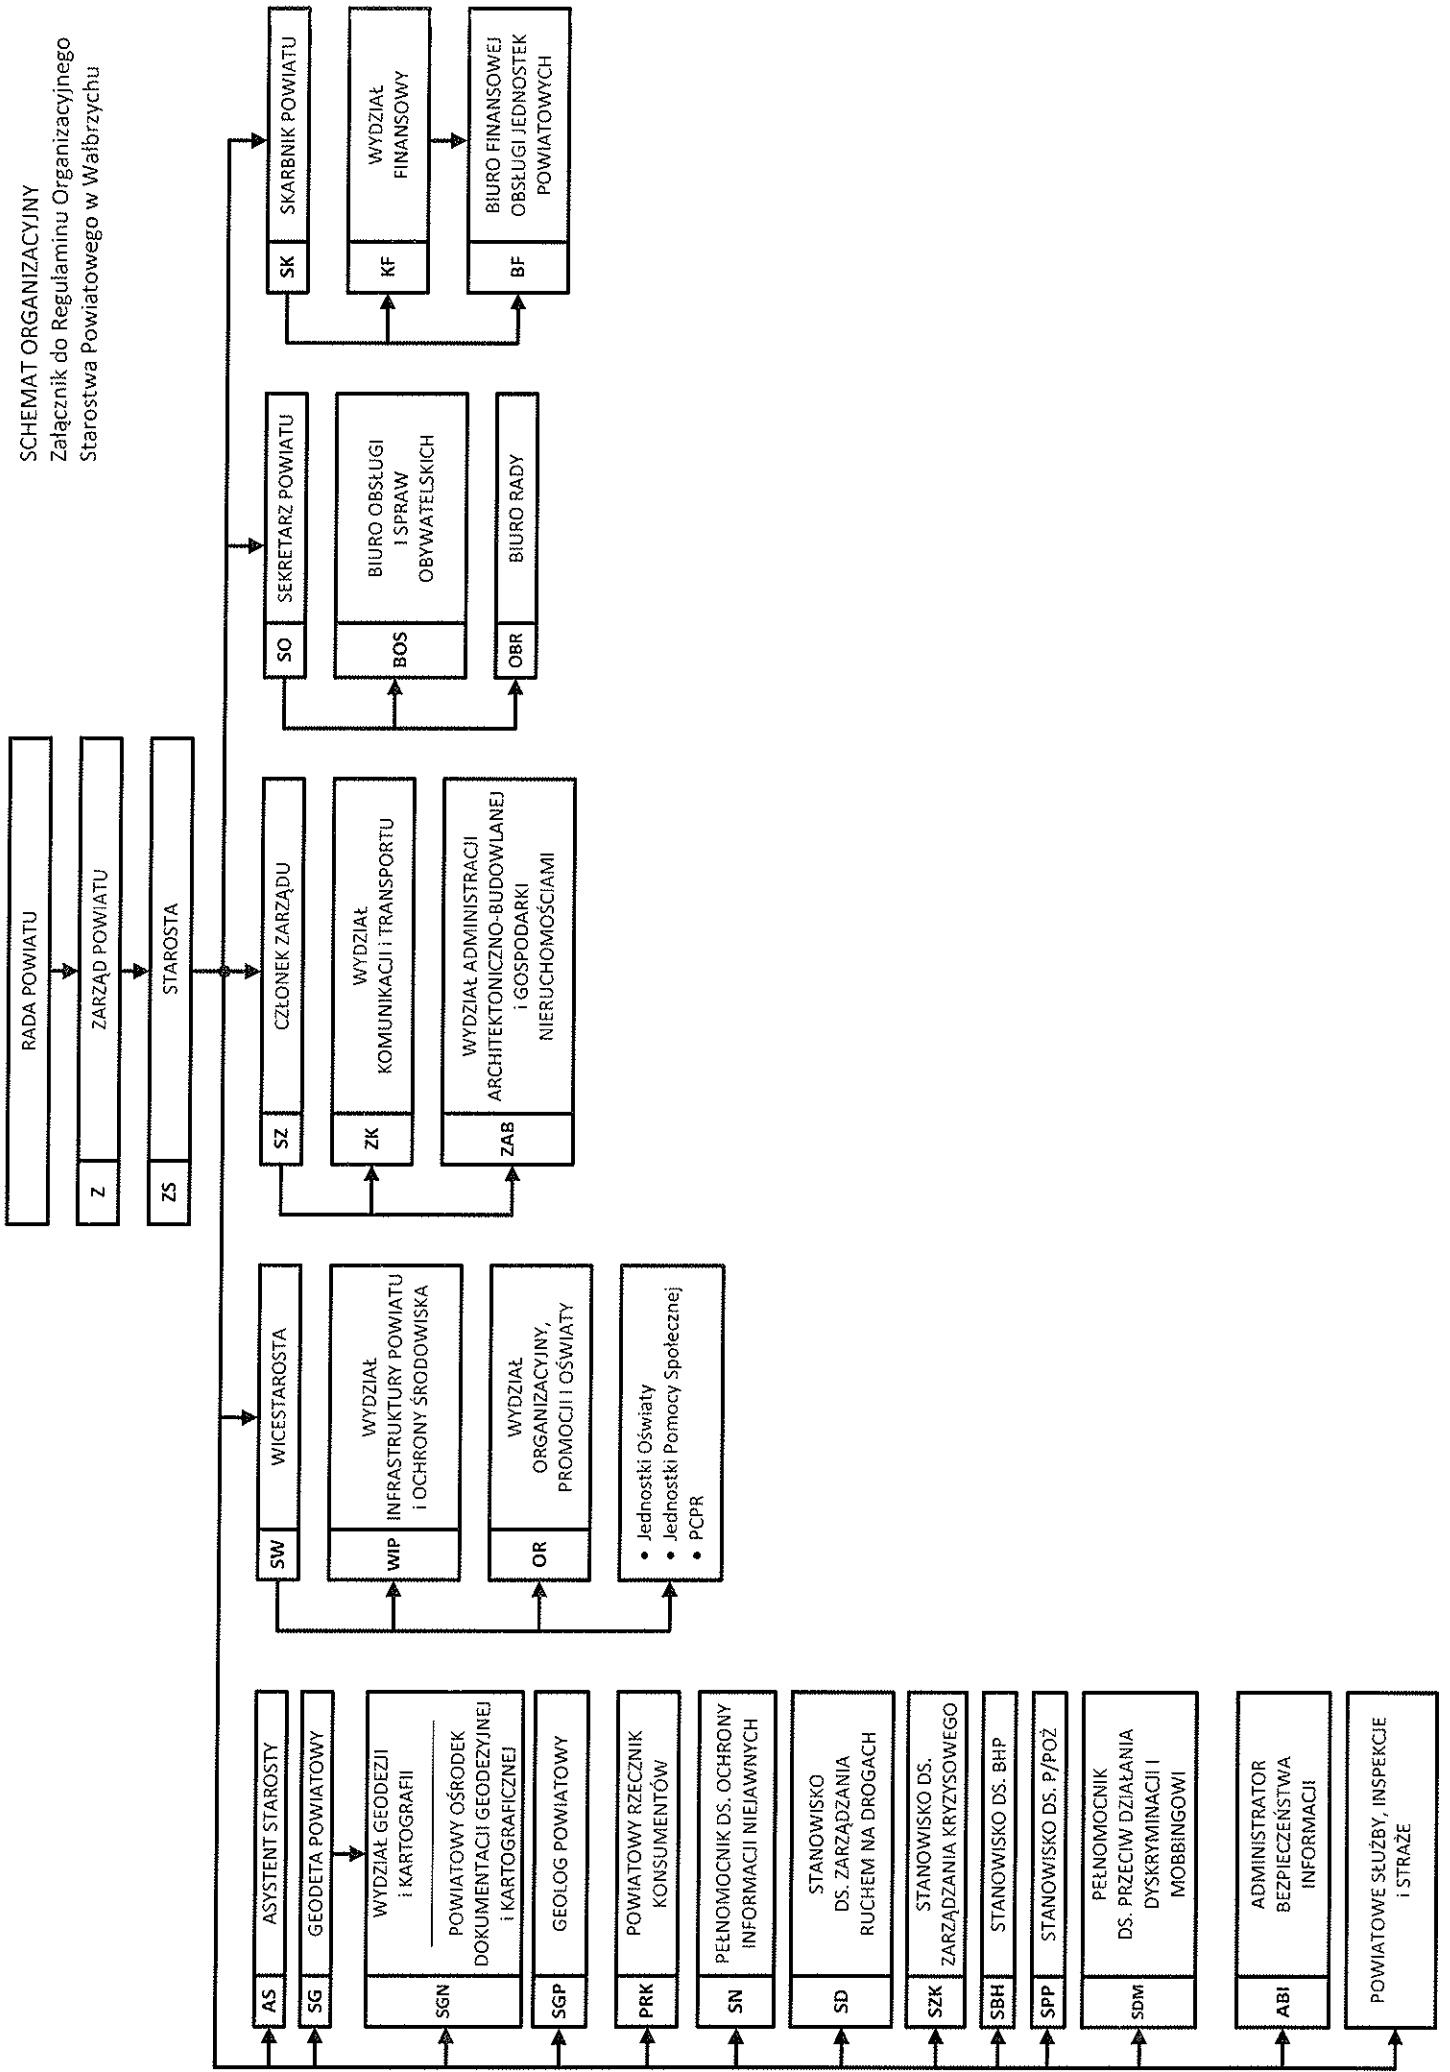 SCHEMAT ORGANIZACYJNY
Załącznik do Regulaminu Organizacyjnego
Starostwa Powiatowego w Wałbrzychu
RADA POWIATU
Z
ZARZĄD POWIATU
ZS
STAROSTA
AS
ASYSTENT STAROSTY
SG
GEODETA POWIATOWY
SGN
WYDZIAŁ GEODEZJI
i KARTOGRAFII
POWIATOWY OŚRODEK
DOKUMENTACJI GEODEZYJNEJ
i KARTOGRAFICZNEJ
SGP
GEOLOG POWIATOWY
PRK
POWIATOWY RZECZNIK
KONSUMENTÓW
SN
PEŁNOMOCNIK DS. OCHRONY
INFORMACJI NIEJAWNYCH
SD
STANOWISKO
DS. ZARZĄDZANIA
RUCHEM NA DROGACH
SZK
STANOWISKO DS.
ZARZĄDZANIA KRYZYSOWEGO
SBH
STANOWISKO DS. BHP
SPP
STANOWISKO DS. P/POŻ
SDM
PEŁNOMOCNIK
DS. PRZECIW DZIAŁANIA
DYSKRYMINACJI I
MOBBINGOWI
ABI
ADMINISTRATOR
BEZPIECZEŃSTWA
INFORMACJI
POWIATOWE SŁUŻBY, INSPEKCJE
i STRAŻE
SW
WICESTAROSTA
WIP
WYDZIAŁ
INFRASTRUKTURY POWIATU
i OCHRONY ŚRODOWISKA
OR
WYDZIAŁ
ORGANIZACYJNY,
PROMOCJI I OŚWIATY
• Jednostki Oświaty
• Jednostki Pomocy Społecznej
• PCPR
SZ
CZŁONEK ZARZĄDU
ZK
WYDZIAŁ
KOMUNIKACJI i TRANSPORTU
ZAB
WYDZIAŁ ADMINISTRACJI
ARCHITEKTONICZNO-BUDOWLANEJ
i GOSPODARKI
NIERUCHOMOŚCIAMI
SO
SEKRETARZ POWIATU
BOS
BIURO OBSŁUGI
I SPRAW
OBYWATELSKICH
OBR
BIURO RADY
SK
SKARBNIK POWIATU
KF
WYDZIAŁ
FINANSOWY
BF
BIURO FINANSOWEJ
OBSŁUGI JEDNOSTEK
POWIATOWYCH